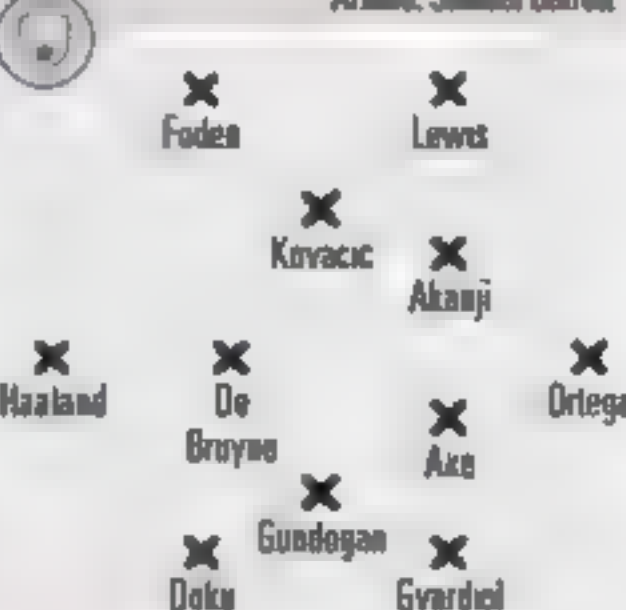 Foden
Lewis
Kovacic
Akanji
Haaland
De
Bruyne
Ortega
Ake
Gundogan
Doku
Gvardiol